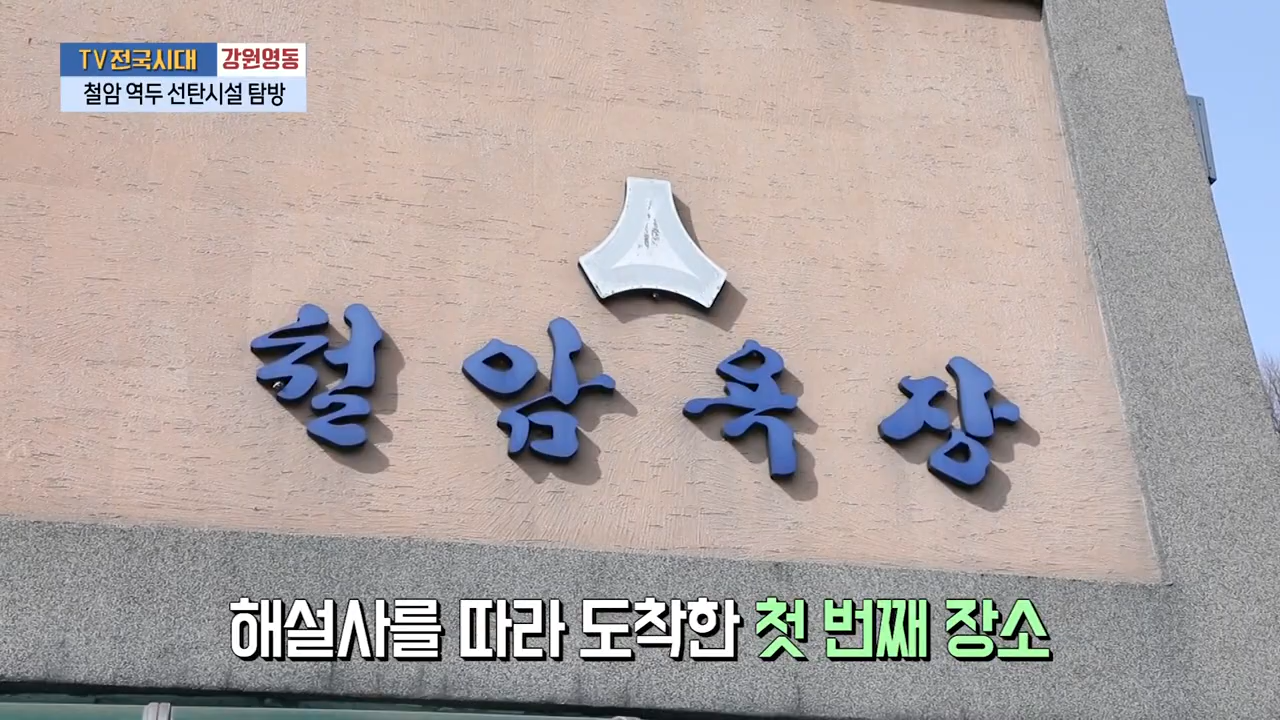 TV전국시대 강원영동
철암 역두 선탄시설 탐방
철암욕장
해설사를 따라 도착한 첫 번째 장소